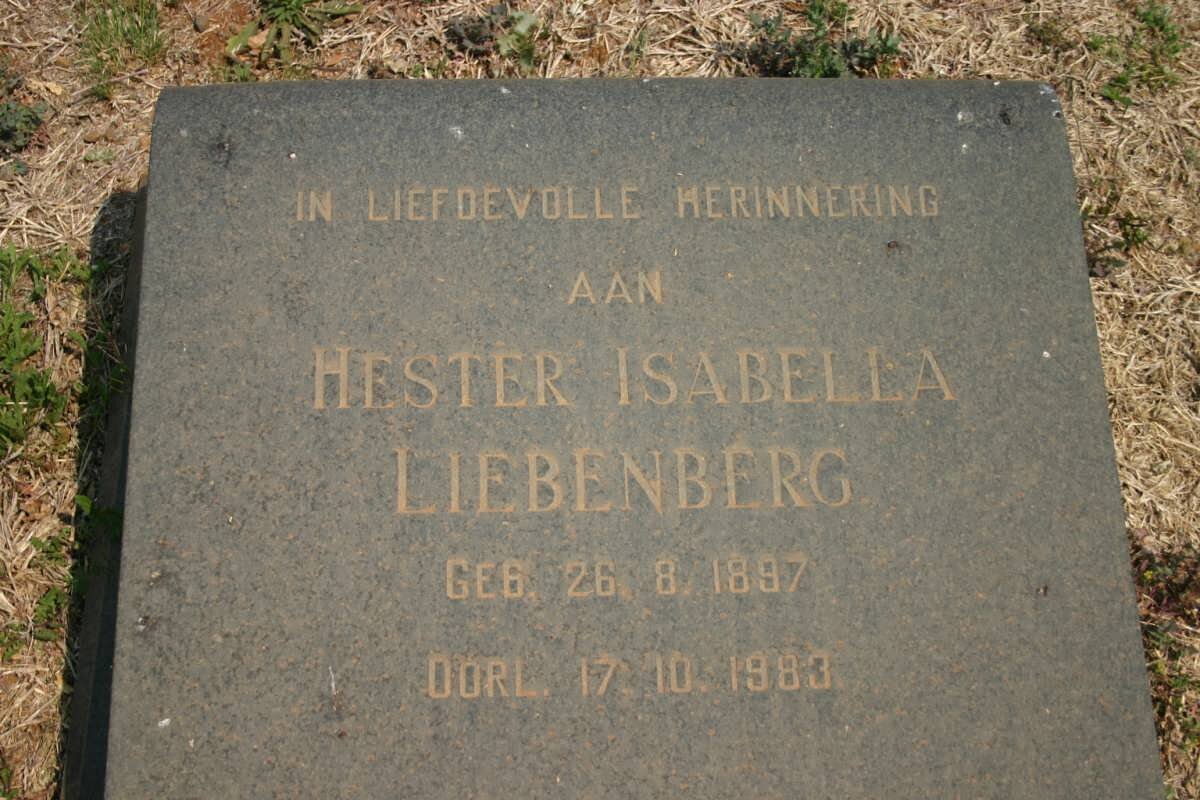 IN LIEFDEVOLLE HERINNERING
AAN
HESTER ISABELLA
LIEBENBERG
GEB. 26. 8. 1897
OORL. 17. 10. 1983.